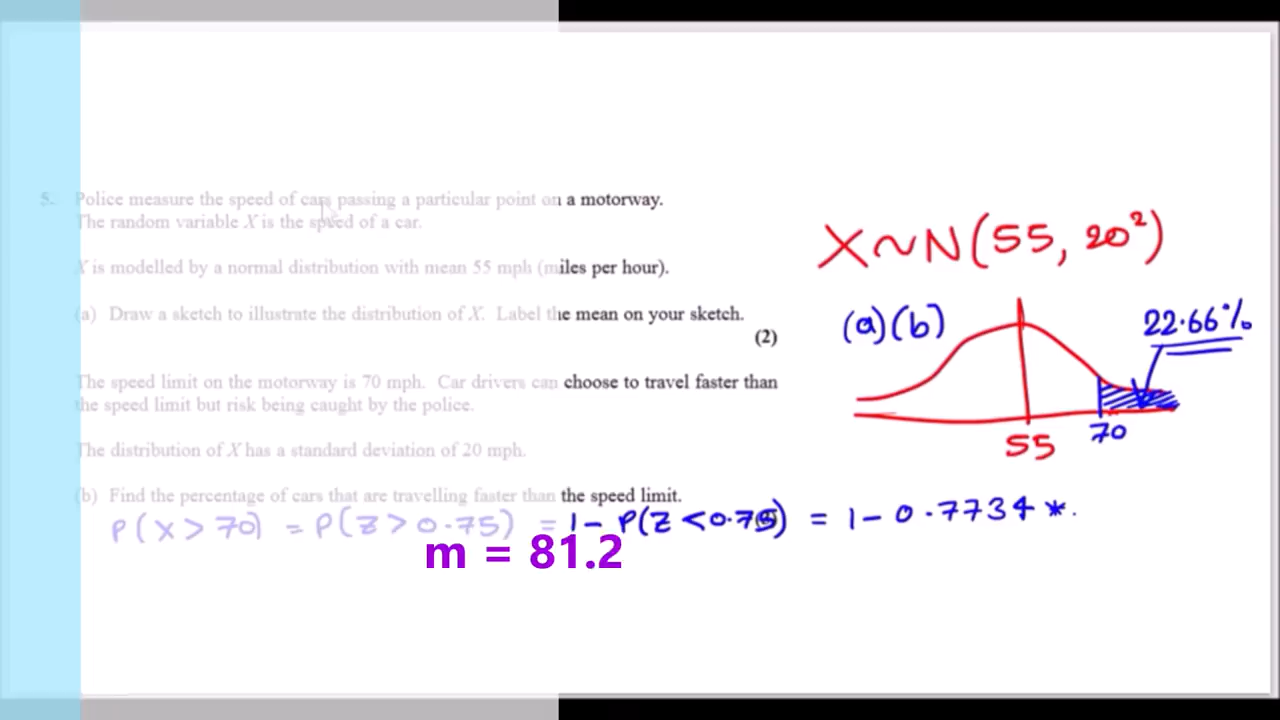 5. Police measure the speed of cars passing a particular point on a motorway.
The random variable X is the speed of a car.
X is modelled by a normal distribution with mean 55 mph (miles per hour).
(a) Draw a sketch to illustrate the distribution of X. Label the mean on your sketch.
(2)
The speed limit on the motorway is 70 mph. Car drivers can choose to travel faster than
the speed limit but risk being caught by the police.
The distribution of X has a standard deviation of 20 mph.
(b) Find the percentage of cars that are travelling faster than the speed limit.
P(X > 70) = P(Z > 0.75) = 1 - P(Z < 0.75) = 1 - 0.7734 *
m = 81.2
X ~ N(55, 20²)
(a)(b)
22.66%
55
70